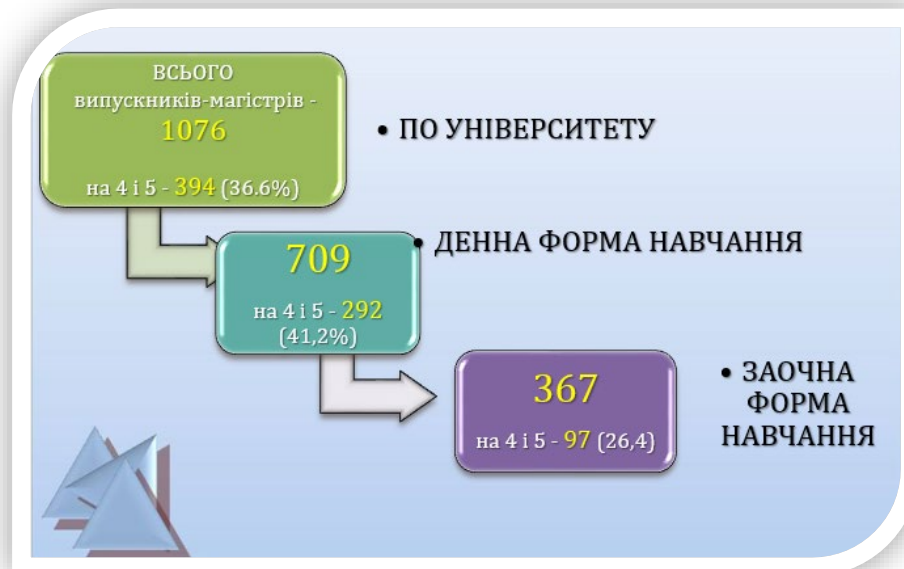 ВСЬОГО
випускників-магістрів -
1076
на 4 і 5 - 394 (36.6%)
• ПО УНІВЕРСИТЕТУ
709
на 4 і 5 - 292
(41,2%)
• ДЕННА ФОРМА НАВЧАННЯ
367
на 4 і 5 - 97 (26,4)
• ЗАОЧНА
ФОРМА
НАВЧАННЯ